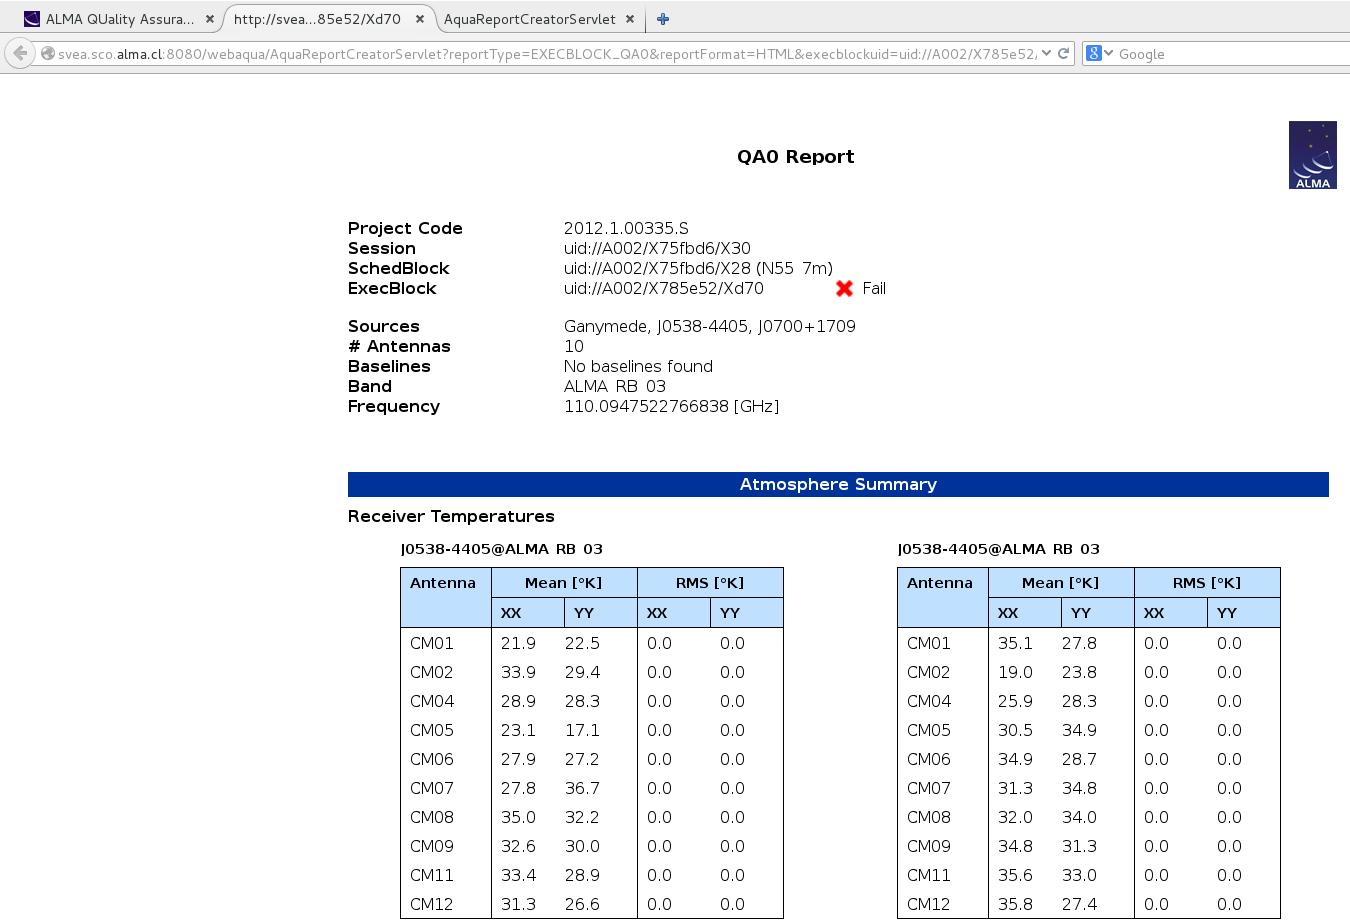 ALMA QUality Assura... × http://svea...85e52/Xd70 × AquaReportCreatorServlet ×
svea.sco.alma.cl:8080/webaqua/AquaReportCreatorServlet?reportType=EXECBLOCK_QA0&reportFormat=HTML&execblockuid=uid://A002/X785e52/ 8 Google
QA0 Report
ALMA
Project Code 2012.1.00335.S
Session uid://A002/X75fbd6/X30
SchedBlock uid://A002/X75fbd6/X28 (N55 7m)
ExecBlock uid://A002/X785e52/Xd70 Fail
Sources Ganymede, J0538-4405, J0700+1709
# Antennas 10
Baselines No baselines found
Band ALMA RB 03
Frequency 110.0947522766838 [GHz]
Atmosphere Summary
Receiver Temperatures
J0538-4405@ALMA RB 03
Antenna Mean [°K] RMS [°K]
XX YY XX YY
CM01 21.9 22.5 0.0 0.0
CM02 33.9 29.4 0.0 0.0
CM04 28.9 28.3 0.0 0.0
CM05 23.1 17.1 0.0 0.0
CM06 27.9 27.2 0.0 0.0
CM07 27.8 36.7 0.0 0.0
CM08 35.0 32.2 0.0 0.0
CM09 32.6 30.0 0.0 0.0
CM11 33.4 28.9 0.0 0.0
CM12 31.3 26.6 0.0 0.0
J0538-4405@ALMA RB 03
Antenna Mean [°K] RMS [°K]
XX YY XX YY
CM01 35.1 27.8 0.0 0.0
CM02 19.0 23.8 0.0 0.0
CM04 25.9 28.3 0.0 0.0
CM05 30.5 34.9 0.0 0.0
CM06 34.9 28.7 0.0 0.0
CM07 31.3 34.8 0.0 0.0
CM08 32.0 34.0 0.0 0.0
CM09 34.8 31.3 0.0 0.0
CM11 35.6 33.0 0.0 0.0
CM12 35.8 27.4 0.0 0.0